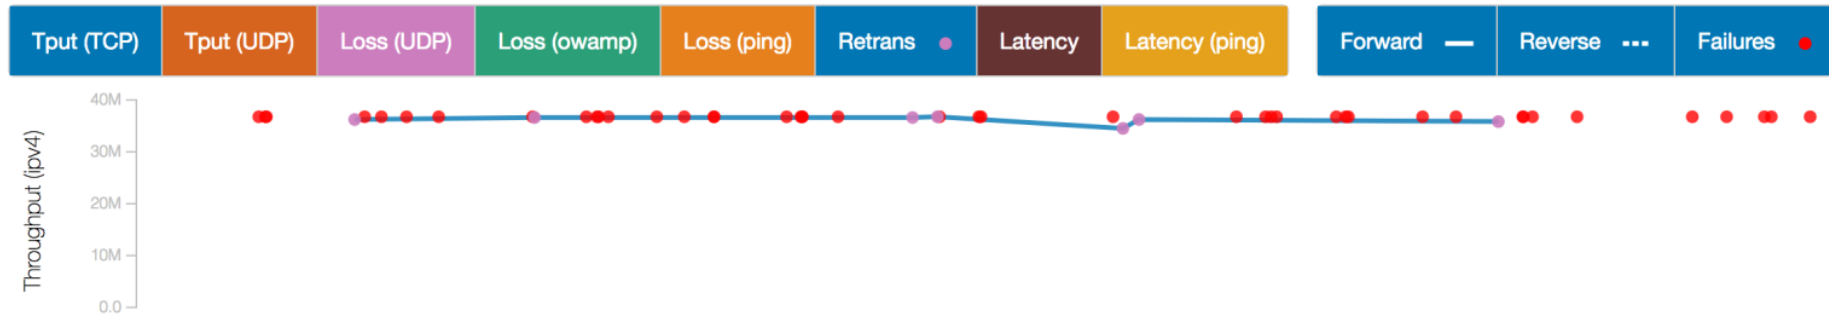 Tput (TCP) Tput (UDP) Loss (UDP) Loss (owamp) Loss (ping) Retrans Latency Latency (ping) Forward Reverse Failures
Throughput (ipv4)
40M
30M
20M
10M
0.0